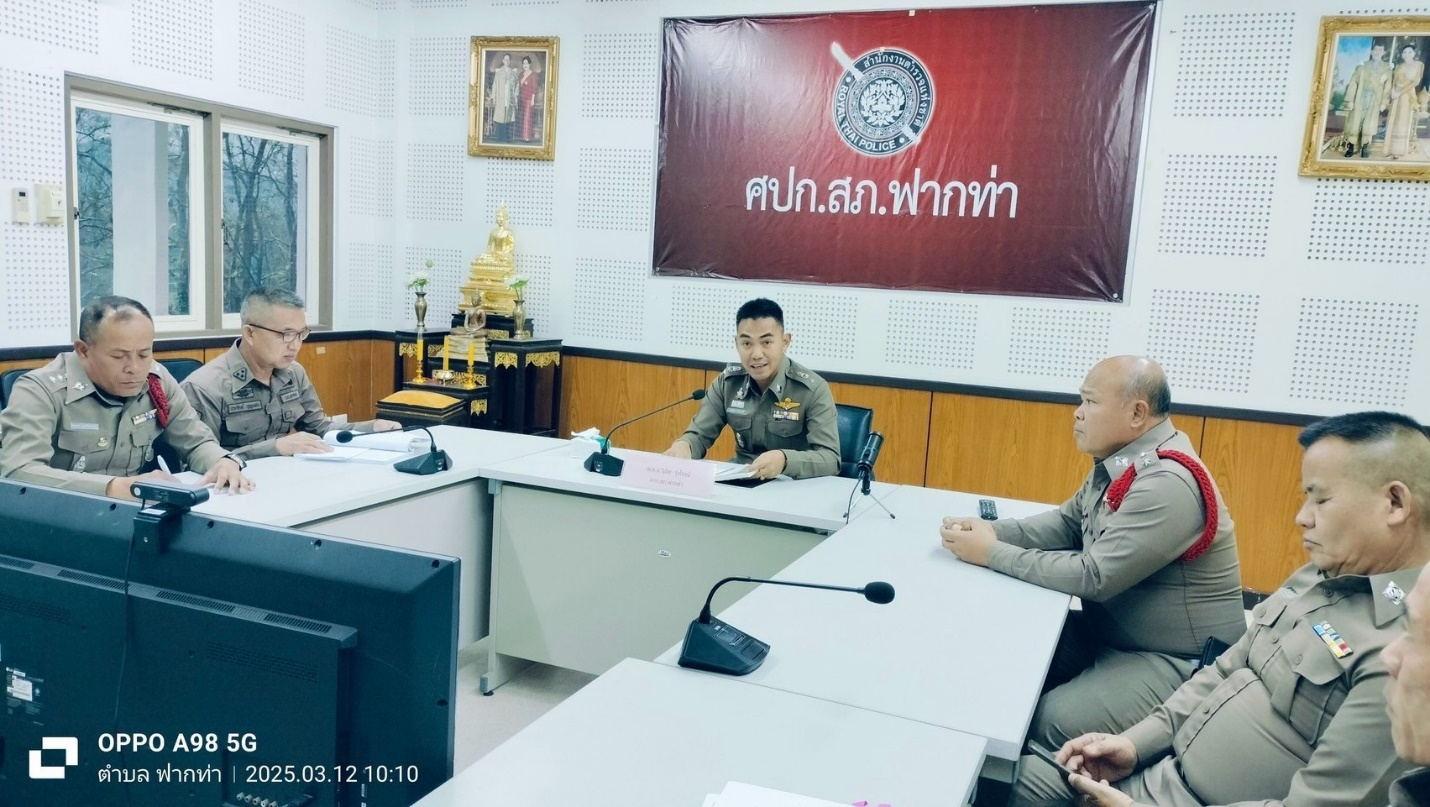 สำนักงานตำรวจแห่งชาติ
ROYAL THAI POLICE
ศปก.สภ.ฟากท่า
OPPO A98 5G
ตำบล ฟากท่า | 2025.03.12 10:10